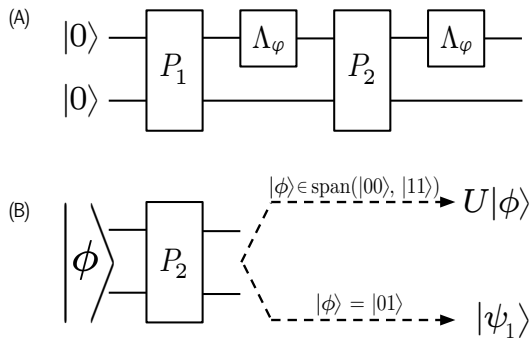 (A)
|0⟩ P₁ Λᵩ P₂ Λᵩ
|0⟩
|ϕ⟩∈span(|00⟩, |11⟩) U|ϕ⟩
(B)
|ϕ⟩ P₂
|ϕ⟩ = |01⟩ |ψ₁⟩